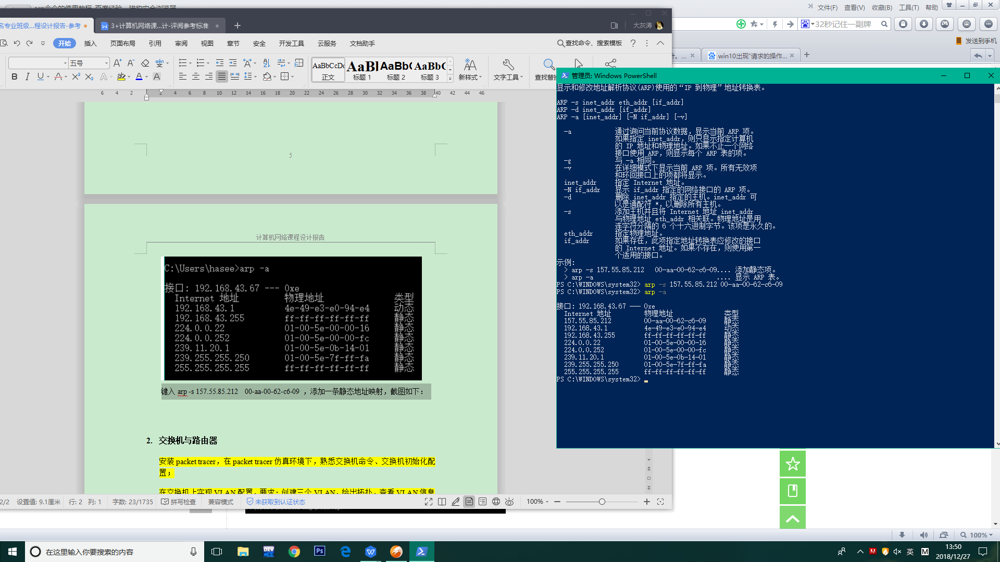 文件(F) 查看(V) 收藏(B) 工具(T) 帮助
名专业班级...程设计报告-参考
3+计算机网络课...计-评阅参考标准
大灰涛
32秒记住一副牌
开始 插入 页面布局 引用 审阅 视图 章节 安全 开发工具 云服务 文档助手
查找命令、搜索模板
发送到手机
win10出现“请求的操作...
五号
AaBbCcDd 正文
AaBb 标题 1
AaBbC 标题 2
AaBbC 标题 3
新样式
文字工具
查找替换
6 4 2 2 4 6 8 10 12 14 16 18 20 22 24 26 28 30 32 34 36 38 40 42 44 46
5
计算机网络课程设计报告
C:\Users\hasee>arp -a
接口: 192.168.43.67 --- 0xe
Internet 地址 物理地址 类型
192.168.43.1 4e-49-e3-e0-94-e4 动态
192.168.43.255 ff-ff-ff-ff-ff-ff 静态
224.0.0.22 01-00-5e-00-00-16 静态
224.0.0.252 01-00-5e-00-00-fc 静态
239.11.20.1 01-00-5e-0b-14-01 静态
239.255.255.250 01-00-5e-7f-ff-fa 静态
255.255.255.255 ff-ff-ff-ff-ff-ff 静态
键入 arp -s 157.55.85.212 00-aa-00-62-c6-09 ，添加一条静态地址映射，截图如下：
2. 交换机与路由器
安装 packet tracer，在 packet tracer 仿真环境下，熟悉交换机命令、交换机初始化配
置；
在交换机上实现 VLAN 配置，要求：创建三个 VLAN，给出拓扑，查看 VLAN 信息
2/2 设置值: 9.1厘米 行: 2 列: 1 字数: 23/1735 拼写检查 兼容模式 未获取到认证状态
100%
管理员: Windows PowerShell
显示和修改地址解析协议(ARP)使用的“IP 到物理”地址转换表。
ARP -s inet_addr eth_addr [if_addr]
ARP -d inet_addr [if_addr]
ARP -a [inet_addr] [-N if_addr] [-v]
-a 通过询问当前协议数据，显示当前 ARP 项。
如果指定 inet_addr，则只显示指定计算机
的 IP 地址和物理地址。如果不止一个网络
接口使用 ARP，则显示每个 ARP 表的项。
-g 与 -a 相同。
-v 在详细模式下显示当前 ARP 项。所有无效项
和环回接口上的项都将显示。
inet_addr 指定 Internet 地址。
-N if_addr 显示 if_addr 指定的网络接口的 ARP 项。
-d 删除 inet_addr 指定的主机。inet_addr 可
以是通配符 *，以删除所有主机。
-s 添加主机并且将 Internet 地址 inet_addr
与物理地址 eth_addr 相关联。物理地址是用
连字符分隔的 6 个十六进制字节。该项是永久的。
eth_addr 指定物理地址。
if_addr 如果存在，此项指定地址转换表应修改的接口
的 Internet 地址。如果不存在，则使用第一
个适用的接口。
示例:
> arp -s 157.55.85.212 00-aa-00-62-c6-09.... 添加静态项。
> arp -a .... 显示 ARP 表。
PS C:\WINDOWS\system32> arp -s 157.55.85.212 00-aa-00-62-c6-09
PS C:\WINDOWS\system32> arp -a
接口: 192.168.43.67 --- 0xe
Internet 地址 物理地址 类型
157.55.85.212 00-aa-00-62-c6-09 静态
192.168.43.1 4e-49-e3-e0-94-e4 动态
192.168.43.255 ff-ff-ff-ff-ff-ff 静态
224.0.0.22 01-00-5e-00-00-16 静态
224.0.0.252 01-00-5e-00-00-fc 静态
239.11.20.1 01-00-5e-0b-14-01 静态
239.255.255.250 01-00-5e-7f-ff-fa 静态
255.255.255.255 ff-ff-ff-ff-ff-ff 静态
PS C:\WINDOWS\system32>
100%
在这里输入你要搜索的内容
DEV
Ps
英
M
13:50
2018/12/27